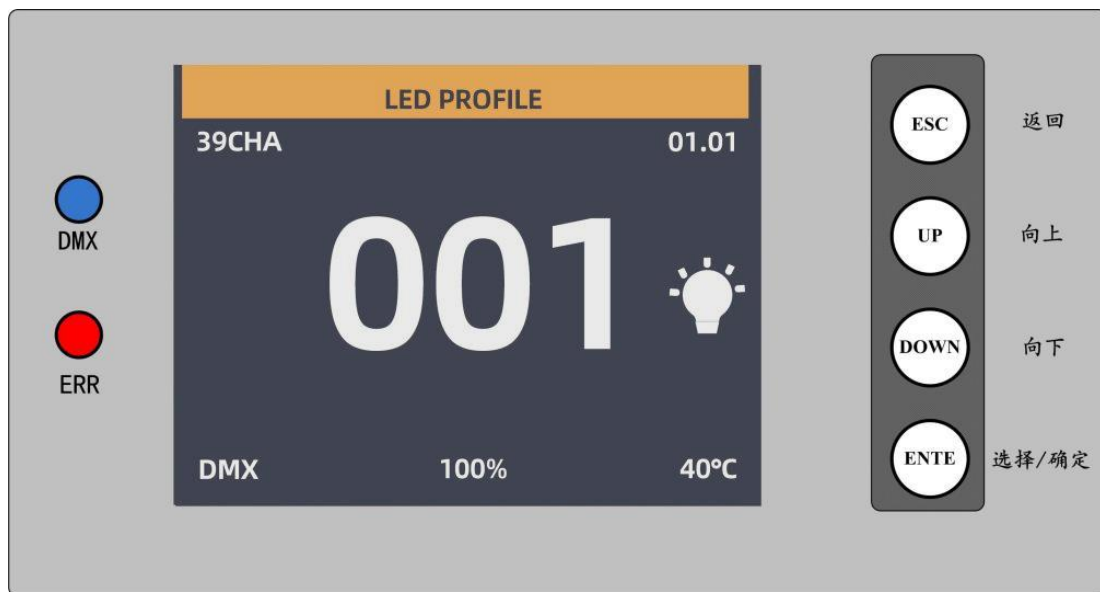 LED PROFILE
39CHA
01.01
001
DMX
100%
40℃
DMX
ERR
ESC
返回
UP
向上
DOWN
向下
ENTE
选择/确定